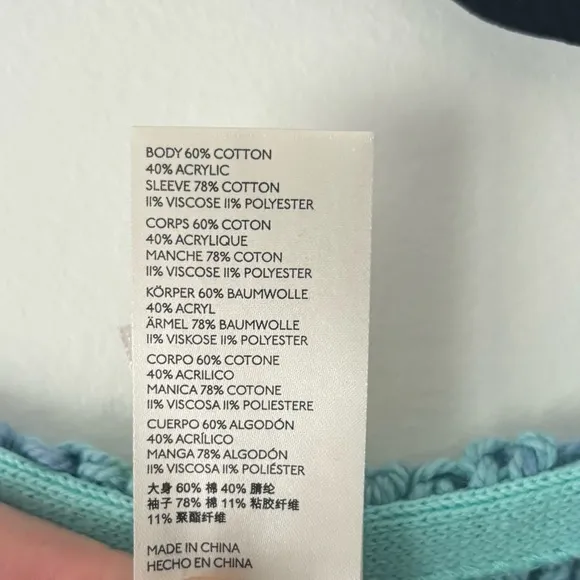 BODY 60% COTTON
40% ACRYLIC
SLEEVE 78% COTTON
11% VISCOSE 11% POLYESTER
CORPS 60% COTON
40% ACRYLIQUE
MANCHE 78% COTON
11% VISCOSE 11% POLYESTER
KÖRPER 60% BAUMWOLLE
40% ACRYL
ÄRMEL 78% BAUMWOLLE
11% VISKOSE 11% POLYESTER
CORPO 60% COTONE
40% ACRILICO
MANICA 78% COTONE
11% VISCOSA 11% POLIESTERE
CUERPO 60% ALGODÓN
40% ACRÍLICO
MANGA 78% ALGODÓN
11% VISCOSA 11% POLIÉSTER
大身 60% 棉 40% 腈纶
袖子 78% 棉 11% 粘胶纤维
11% 聚酯纤维
MADE IN CHINA
HECHO EN CHINA